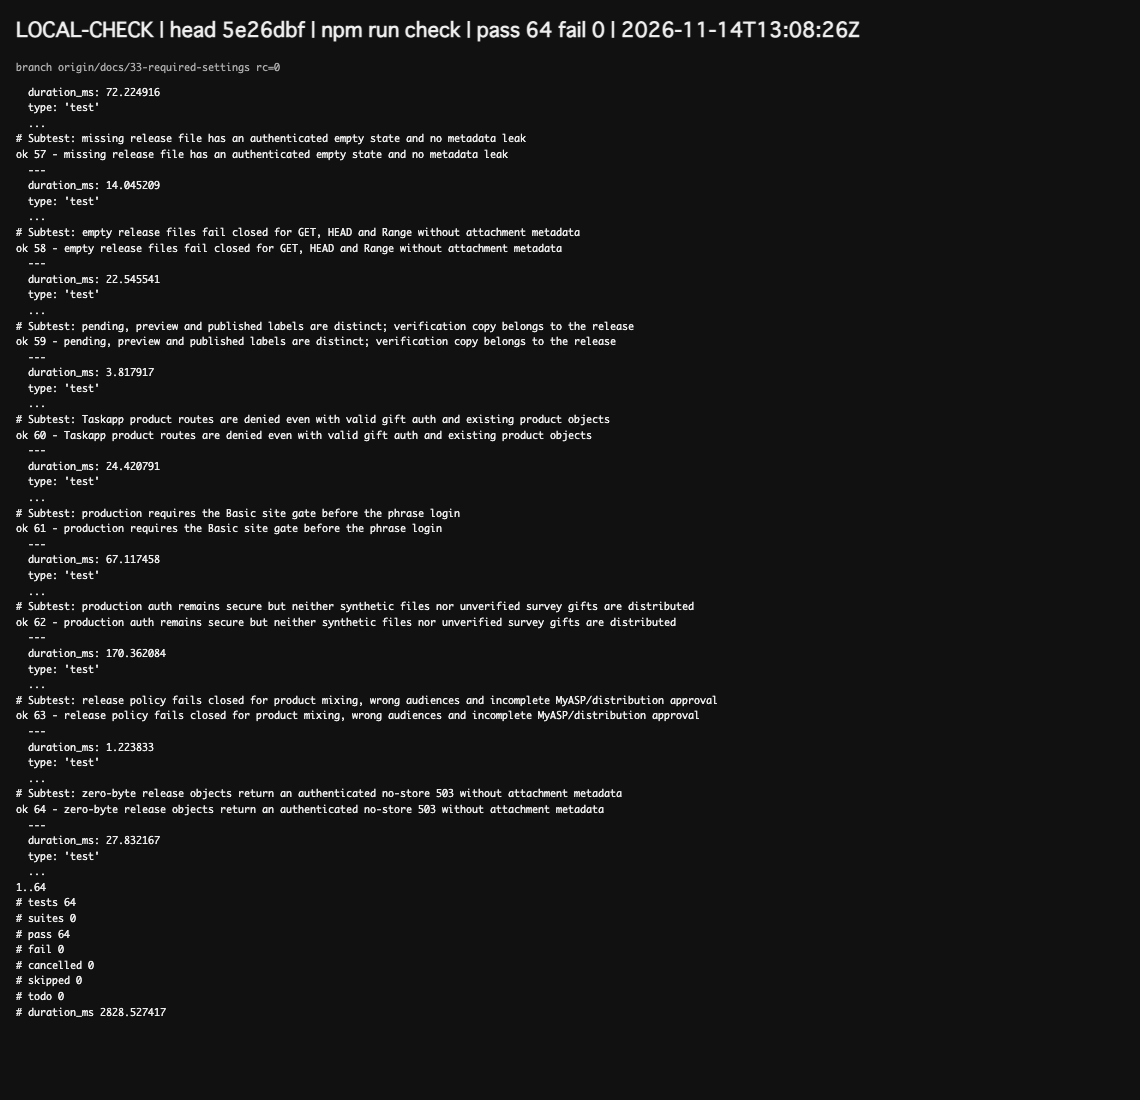 LOCAL-CHECK | head 5e26dbf | npm run check | pass 64 fail 0 | 2026-11-14T13:08:26Z
branch origin/docs/33-required-settings rc=0
duration_ms: 72.224916
type: 'test'
...
# Subtest: missing release file has an authenticated empty state and no metadata leak
ok 57 - missing release file has an authenticated empty state and no metadata leak
---
duration_ms: 14.045209
type: 'test'
...
# Subtest: empty release files fail closed for GET, HEAD and Range without attachment metadata
ok 58 - empty release files fail closed for GET, HEAD and Range without attachment metadata
---
duration_ms: 22.545541
type: 'test'
...
# Subtest: pending, preview and published labels are distinct; verification copy belongs to the release
ok 59 - pending, preview and published labels are distinct; verification copy belongs to the release
---
duration_ms: 3.817917
type: 'test'
...
# Subtest: Taskapp product routes are denied even with valid gift auth and existing product objects
ok 60 - Taskapp product routes are denied even with valid gift auth and existing product objects
---
duration_ms: 24.420791
type: 'test'
...
# Subtest: production requires the Basic site gate before the phrase login
ok 61 - production requires the Basic site gate before the phrase login
---
duration_ms: 67.117458
type: 'test'
...
# Subtest: production auth remains secure but neither synthetic files nor unverified survey gifts are distributed
ok 62 - production auth remains secure but neither synthetic files nor unverified survey gifts are distributed
---
duration_ms: 170.362084
type: 'test'
...
# Subtest: release policy fails closed for product mixing, wrong audiences and incomplete MyASP/distribution approval
ok 63 - release policy fails closed for product mixing, wrong audiences and incomplete MyASP/distribution approval
---
duration_ms: 1.223833
type: 'test'
...
# Subtest: zero-byte release objects return an authenticated no-store 503 without attachment metadata
ok 64 - zero-byte release objects return an authenticated no-store 503 without attachment metadata
---
duration_ms: 27.832167
type: 'test'
...
1..64
# tests 64
# suites 0
# pass 64
# fail 0
# cancelled 0
# skipped 0
# todo 0
# duration_ms 2828.527417